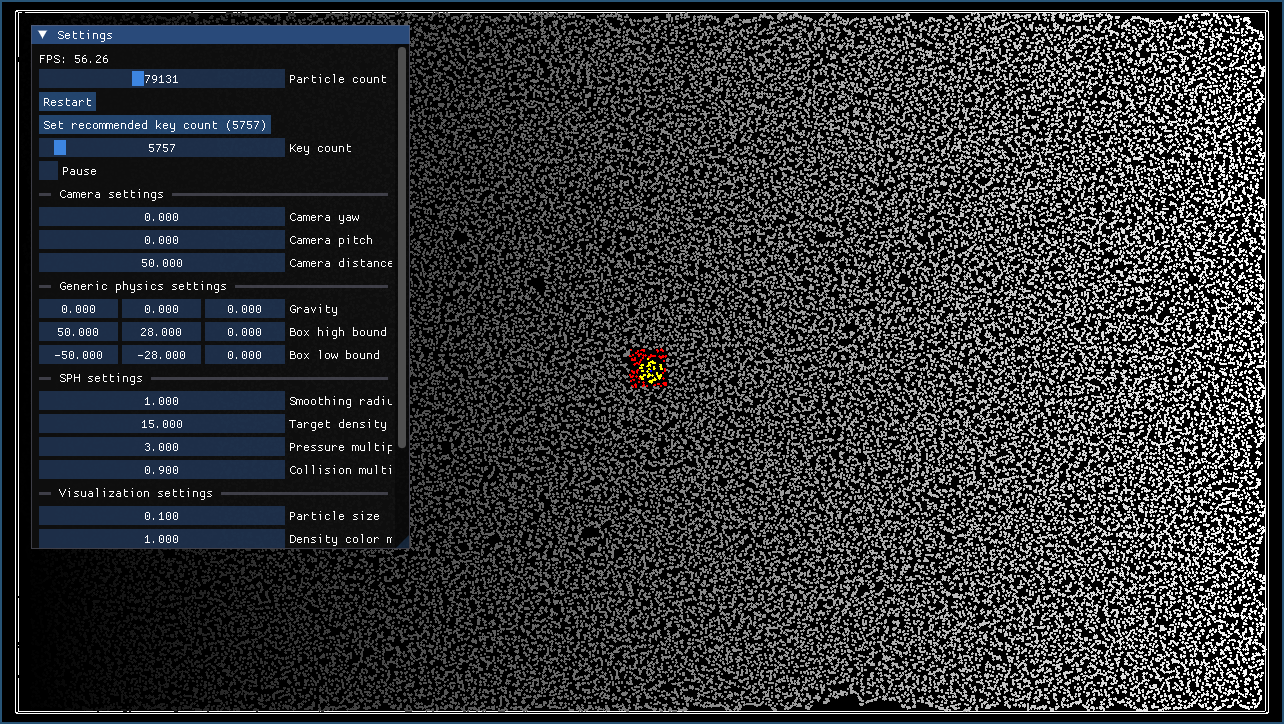 Settings
FPS: 56.26
79131 Particle count
Restart
Set recommended key count (5757)
5757 Key count
Pause
Camera settings
0.000 Camera yaw
0.000 Camera pitch
50.000 Camera distance
Generic physics settings
0.000 0.000 0.000 Gravity
50.000 28.000 0.000 Box high bound
-50.000 -28.000 0.000 Box low bound
SPH settings
1.000 Smoothing radiu
15.000 Target density
3.000 Pressure multip
0.900 Collision multi
Visualization settings
0.100 Particle size
1.000 Density color m